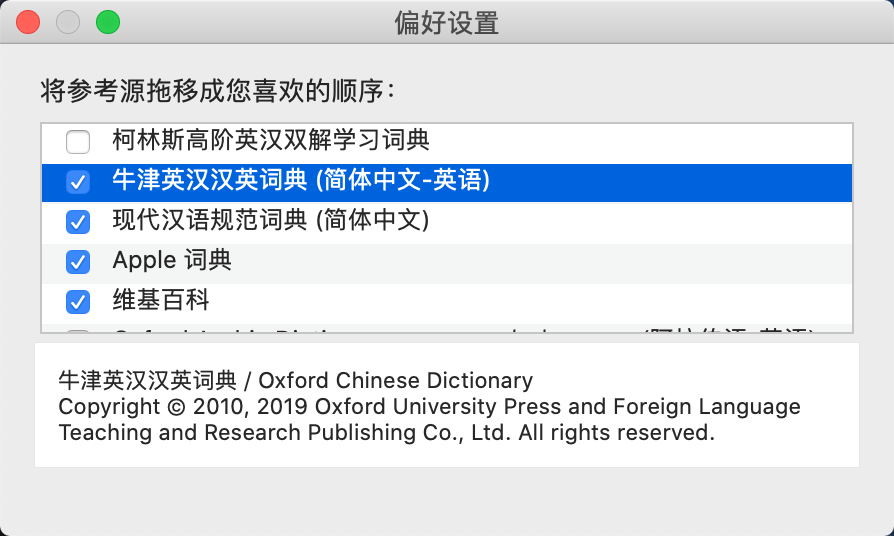 偏好设置
将参考源拖移成您喜欢的顺序：
柯林斯高阶英汉双解学习词典
牛津英汉汉英词典 (简体中文-英语)
现代汉语规范词典 (简体中文)
Apple 词典
维基百科
牛津英汉汉英词典 / Oxford Chinese Dictionary
Copyright © 2010, 2019 Oxford University Press and Foreign Language
Teaching and Research Publishing Co., Ltd. All rights reserved.